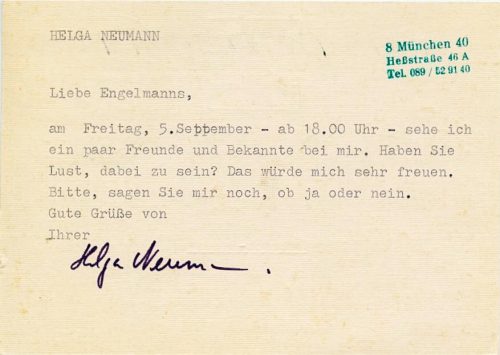 HELGA NEUMANN
8 München 40
Heßstraße 46 A
Tel. 089 / 52 91 40
Liebe Engelmanns,
am Freitag, 5.September - ab 18.00 Uhr - sehe ich
ein paar Freunde und Bekannte bei mir. Haben Sie
Lust, dabei zu sein? Das würde mich sehr freuen.
Bitte, sagen Sie mir noch, ob ja oder nein.
Gute Grüße von
Ihrer
Helga Neumann.